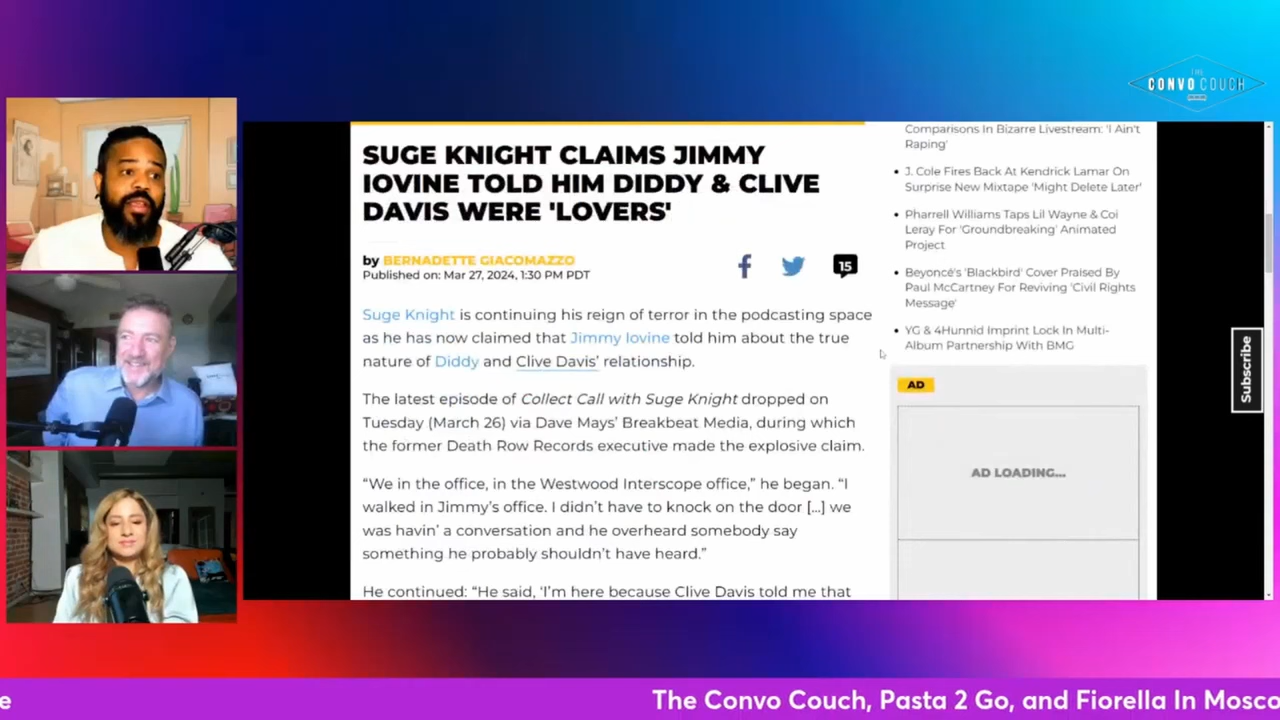 THE
CONVO COUCH
SUGE KNIGHT CLAIMS JIMMY
IOVINE TOLD HIM DIDDY & CLIVE
DAVIS WERE 'LOVERS'
by BERNADETTE GIACOMAZZO
Published on: Mar 27, 2024, 1:30 PM PDT
15
Suge Knight is continuing his reign of terror in the podcasting space
as he has now claimed that Jimmy Iovine told him about the true
nature of Diddy and Clive Davis' relationship.
The latest episode of Collect Call with Suge Knight dropped on
Tuesday (March 26) via Dave Mays' Breakbeat Media, during which
the former Death Row Records executive made the explosive claim.
“We in the office, in the Westwood Interscope office,” he began. “I
walked in Jimmy’s office. I didn’t have to knock on the door [...] we
was havin’ a conversation and he overheard somebody say
something he probably shouldn’t have heard.”
He continued: “He said, ‘I’m here because Clive Davis told me that
Comparisons In Bizarre Livestream: 'I Ain't
Raping'
• J. Cole Fires Back At Kendrick Lamar On
Surprise New Mixtape 'Might Delete Later'
• Pharrell Williams Taps Lil Wayne & Coi
Leray For 'Groundbreaking' Animated
Project
• Beyoncé's 'Blackbird' Cover Praised By
Paul McCartney For Reviving 'Civil Rights
Message'
• YG & 4Hunnid Imprint Lock In Multi-
Album Partnership With BMG
AD
AD LOADING...
Subscribe
e
The Convo Couch, Pasta 2 Go, and Fiorella In Mosco